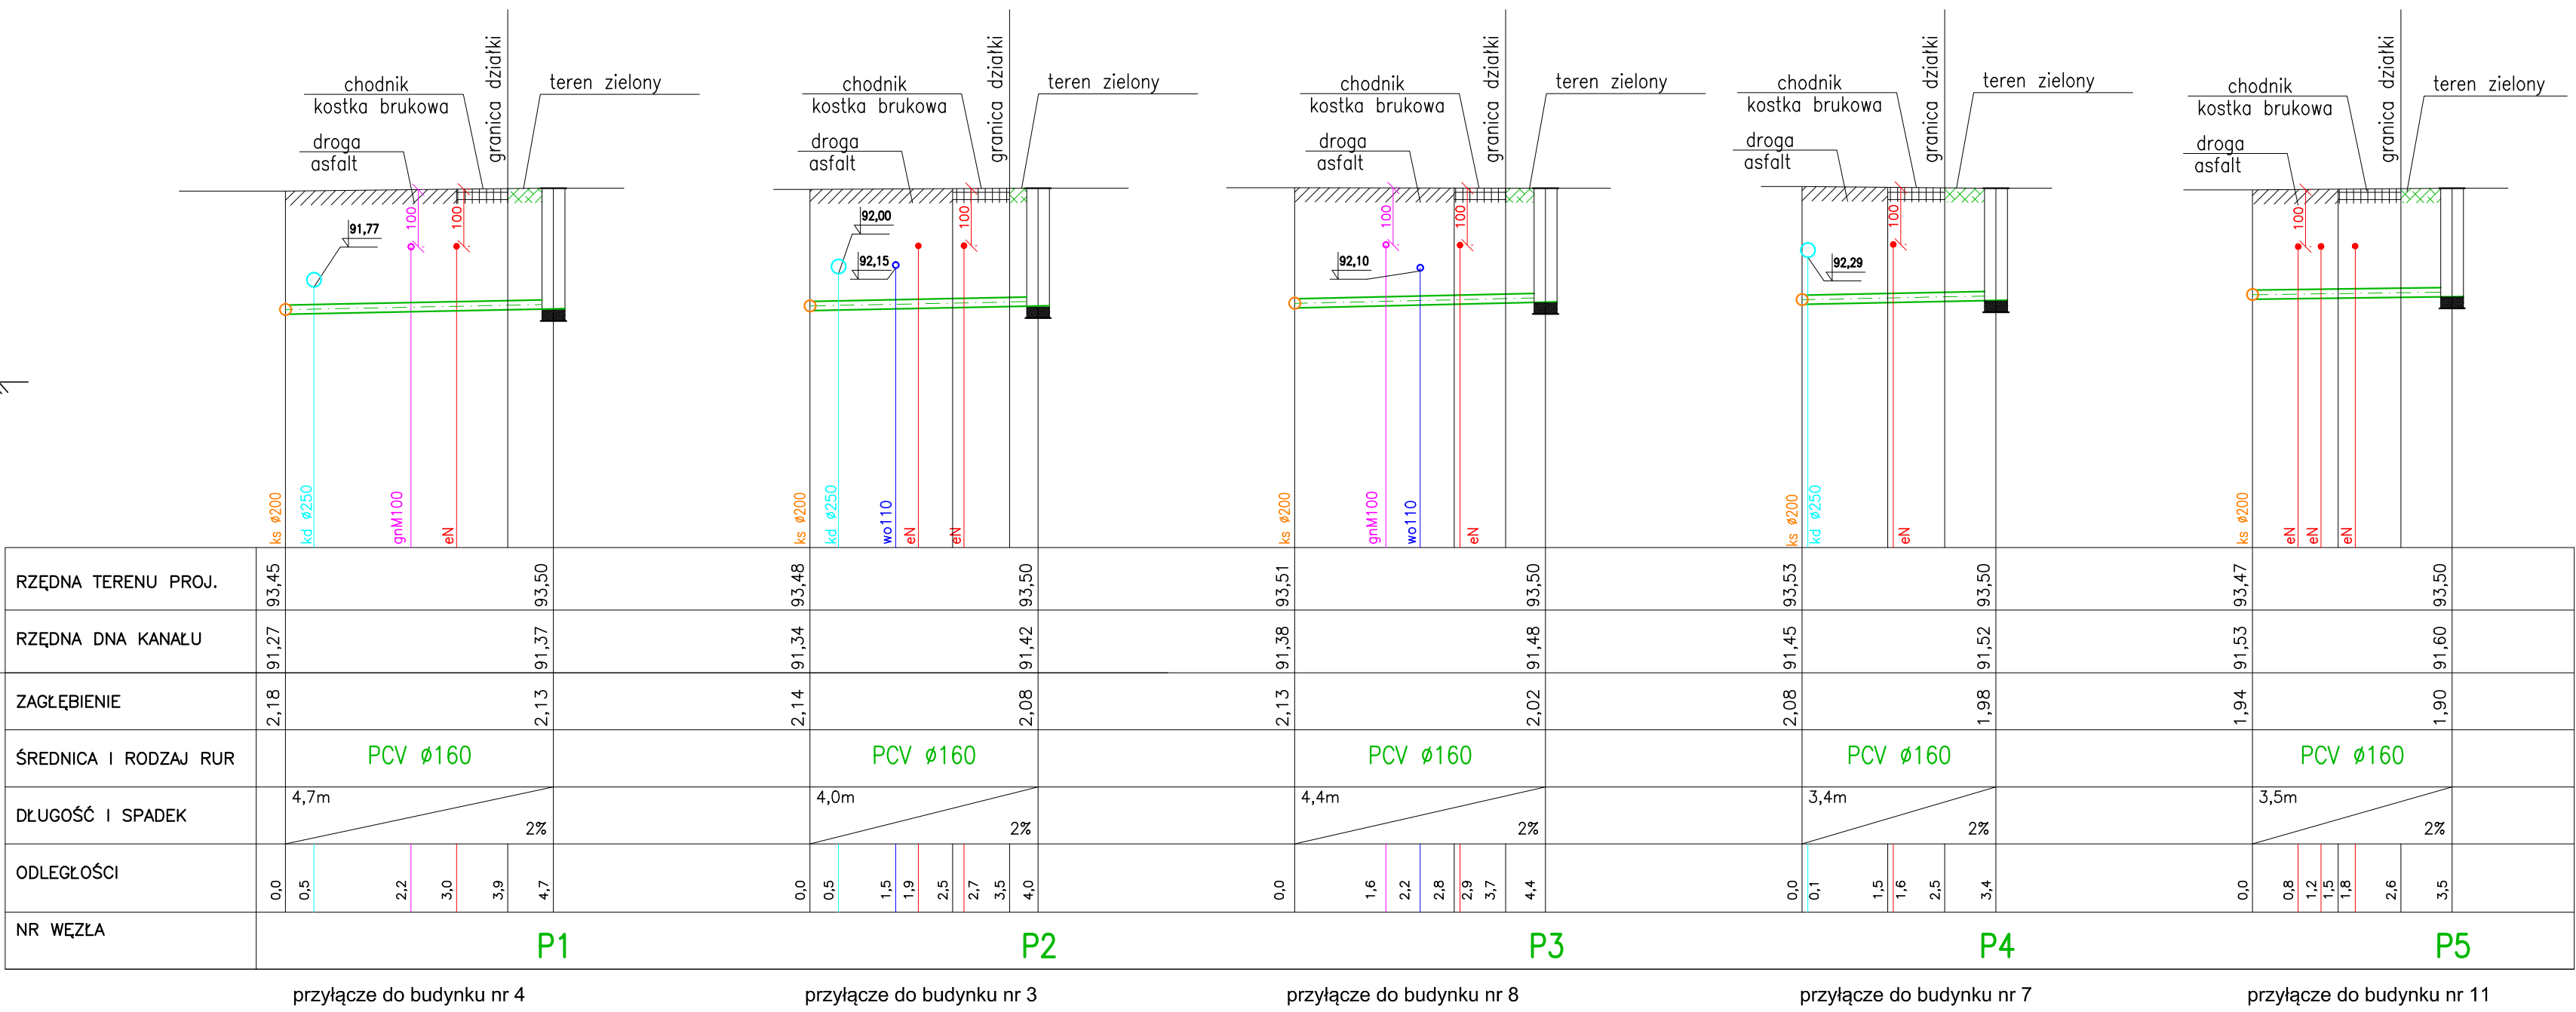 granica działki
chodnik
kostka brukowa
teren zielony
droga
asfalt
100
100
91,77
ks ø200
kd ø250
gnM100
eN
granica działki
chodnik
kostka brukowa
teren zielony
droga
asfalt
100
92,00
92,15
ks ø200
kd ø250
wo110
eN
eN
granica działki
chodnik
kostka brukowa
teren zielony
droga
asfalt
100
100
92,10
ks ø200
gnM100
wo110
eN
granica działki
chodnik
kostka brukowa
teren zielony
droga
asfalt
100
92,29
ks ø200
kd ø250
eN
granica działki
chodnik
kostka brukowa
teren zielony
droga
asfalt
100
ks ø200
eN
eN
eN
RZĘDNA TERENU PROJ. 93,45 93,50 93,48 93,50 93,51 93,50 93,53 93,50 93,47 93,50
RZĘDNA DNA KANAŁU 91,27 91,37 91,34 91,42 91,38 91,48 91,45 91,52 91,53 91,60
ZAGŁĘBIENIE 2,18 2,13 2,14 2,08 2,13 2,02 2,08 1,98 1,94 1,90
ŚREDNICA I RODZAJ RUR PCV ø160 PCV ø160 PCV ø160 PCV ø160 PCV ø160
DŁUGOŚĆ I SPADEK 4,7m 2% 4,0m 2% 4,4m 2% 3,4m 2% 3,5m 2%
ODLEGŁOŚCI 0,0 0,5 2,2 3,0 3,9 4,7 0,0 0,5 1,5 1,9 2,5 2,7 3,5 4,0 0,0 1,6 2,2 2,8 2,9 3,7 4,4 0,0 0,1 1,5 1,6 2,5 3,4 0,0 0,8 1,2 1,5 1,8 2,6 3,5
NR WĘZŁA P1 P2 P3 P4 P5
przyłącze do budynku nr 4 przyłącze do budynku nr 3 przyłącze do budynku nr 8 przyłącze do budynku nr 7 przyłącze do budynku nr 11